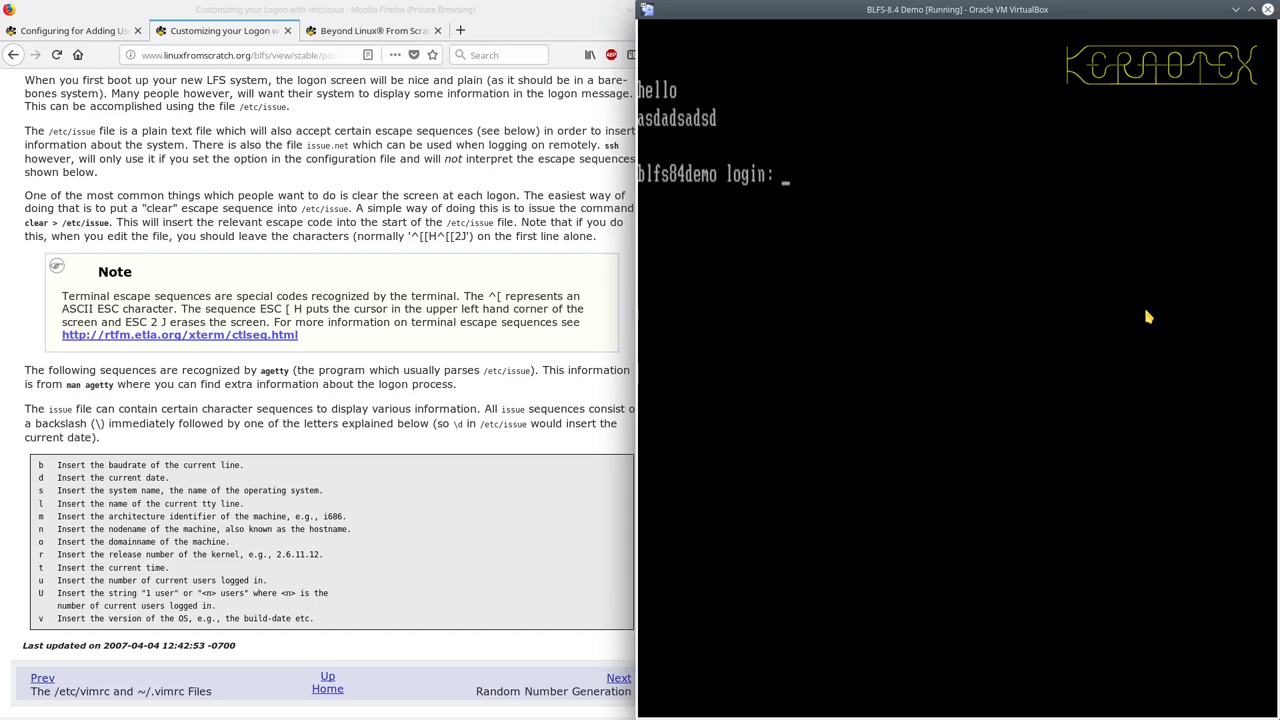 Customizing your Logon with /etc/issue - Mozilla Firefox (Private Browsing)
Configuring for Adding Us
Customizing your Logon w
Beyond Linux® From Scra
www.linuxfromscratch.org/blfs/view/stable/pos
Search
ABP
When you first boot up your new LFS system, the logon screen will be nice and plain (as it should be in a bare-
bones system). Many people however, will want their system to display some information in the logon message.
This can be accomplished using the file /etc/issue.
The /etc/issue file is a plain text file which will also accept certain escape sequences (see below) in order to insert
information about the system. There is also the file issue.net which can be used when logging on remotely. ssh
however, will only use it if you set the option in the configuration file and will not interpret the escape sequences
shown below.
One of the most common things which people want to do is clear the screen at each logon. The easiest way of
doing that is to put a "clear" escape sequence into /etc/issue. A simple way of doing this is to issue the command
clear > /etc/issue. This will insert the relevant escape code into the start of the /etc/issue file. Note that if you do
this, when you edit the file, you should leave the characters (normally '^[[H^[[2J') on the first line alone.
Note
Terminal escape sequences are special codes recognized by the terminal. The ^[ represents an
ASCII ESC character. The sequence ESC [ H puts the cursor in the upper left hand corner of the
screen and ESC 2 J erases the screen. For more information on terminal escape sequences see
http://rtfm.etla.org/xterm/ctlseq.html
The following sequences are recognized by agetty (the program which usually parses /etc/issue). This information
is from man agetty where you can find extra information about the logon process.
The issue file can contain certain character sequences to display various information. All issue sequences consist o
a backslash (\) immediately followed by one of the letters explained below (so \d in /etc/issue would insert the
current date).
b Insert the baudrate of the current line.
d Insert the current date.
s Insert the system name, the name of the operating system.
l Insert the name of the current tty line.
m Insert the architecture identifier of the machine, e.g., i686.
n Insert the nodename of the machine, also known as the hostname.
o Insert the domainname of the machine.
r Insert the release number of the kernel, e.g., 2.6.11.12.
t Insert the current time.
u Insert the number of current users logged in.
U Insert the string "1 user" or "<n> users" where <n> is the
number of current users logged in.
v Insert the version of the OS, e.g., the build-date etc.
Last updated on 2007-04-04 12:42:53 -0700
Prev
Up
Next
The /etc/vimrc and ~/.vimrc Files
Home
Random Number Generation
BLFS-8.4 Demo [Running] - Oracle VM VirtualBox
KERAOTEX
hello
asdadsadsd
blfs84demo login: _